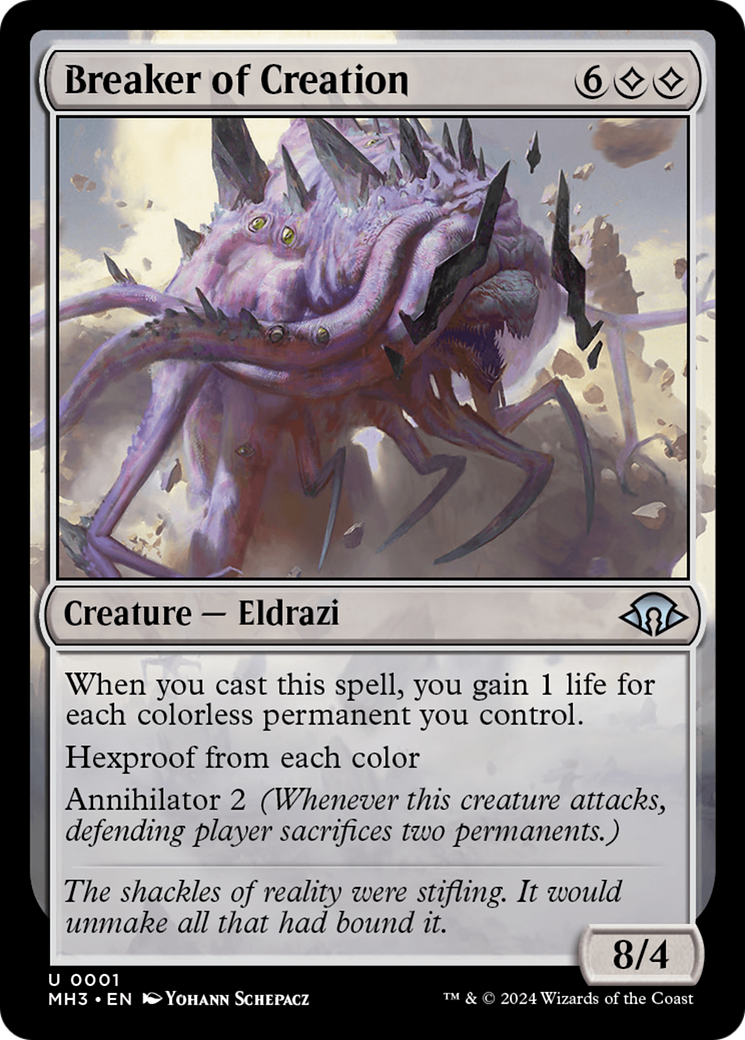 Breaker of Creation 6
Creature — Eldrazi
When you cast this spell, you gain 1 life for
each colorless permanent you control.
Hexproof from each color
Annihilator 2 (Whenever this creature attacks,
defending player sacrifices two permanents.)
The shackles of reality were stifling. It would
unmake all that had bound it.
8/4
U 0001
MH3 • EN Yohann Schepacz ™ & © 2024 Wizards of the Coast